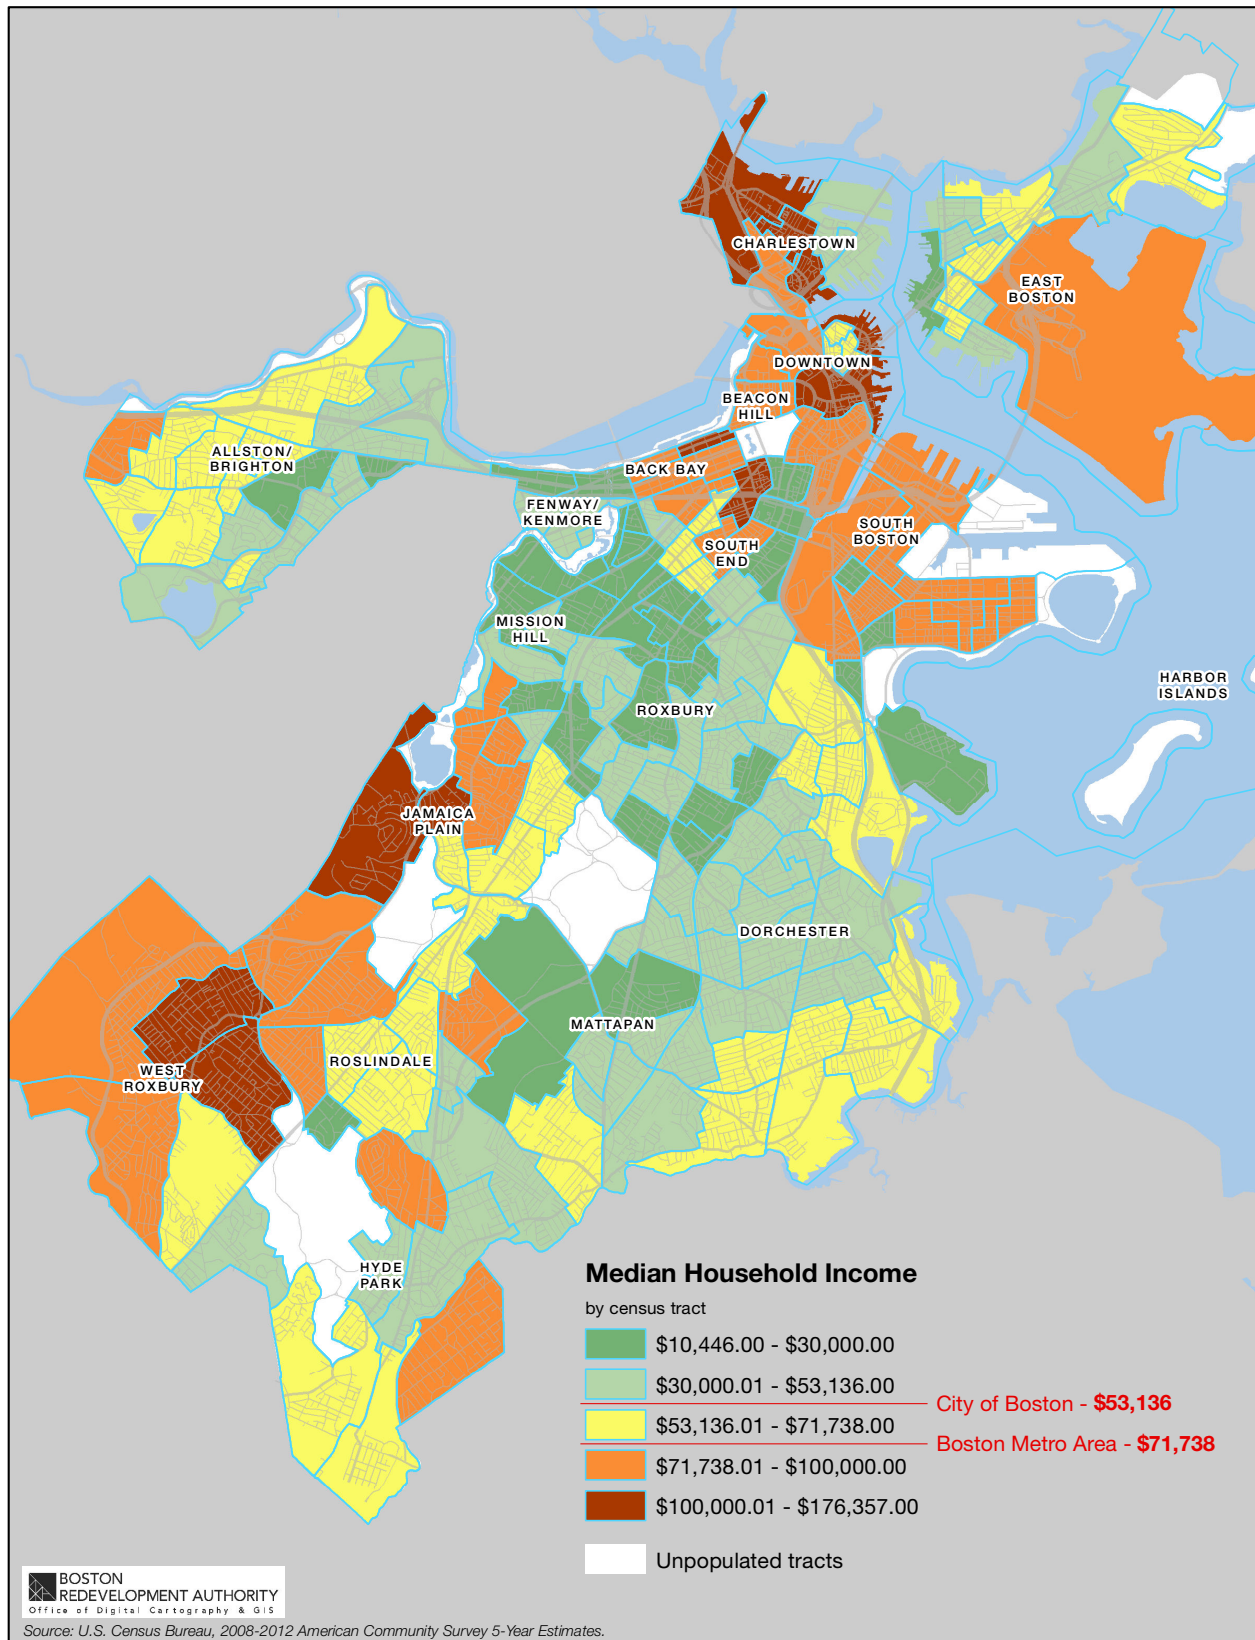 CHARLESTOWN
EAST
BOSTON
DOWNTOWN
BEACON
HILL
ALLSTON/
BRIGHTON
BACK BAY
FENWAY/
KENMORE
SOUTH
END
SOUTH
BOSTON
MISSION
HILL
HARBOR
ISLANDS
ROXBURY
JAMAICA
PLAIN
DORCHESTER
MATTAPAN
WEST
ROXBURY
ROSLINDALE
HYDE
PARK
Median Household Income
by census tract
$10,446.00 - $30,000.00
$30,000.01 - $53,136.00
City of Boston - $53,136
$53,136.01 - $71,738.00
Boston Metro Area - $71,738
$71,738.01 - $100,000.00
$100,000.01 - $176,357.00
Unpopulated tracts
BOSTON
REDEVELOPMENT AUTHORITY
Office of Digital Cartography & GIS
Source: U.S. Census Bureau, 2008-2012 American Community Survey 5-Year Estimates.